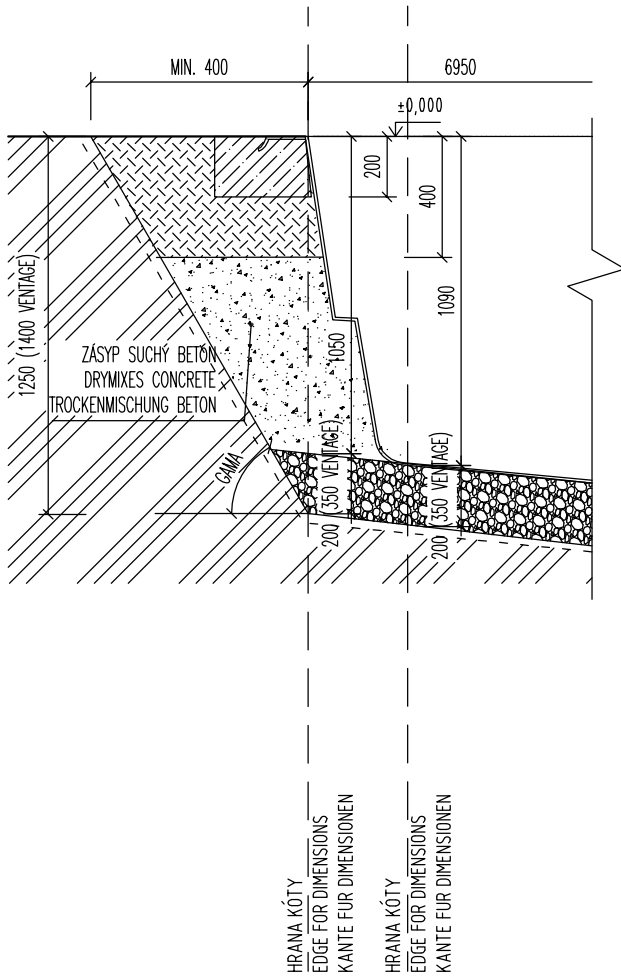 MIN. 400
6950
±0,000
200
400
1090
1050
1250 (1400 VENTAGE)
ZÁSYP SUCHÝ BETON
DRYMIXES CONCRETE
TROCKENMISCHUNG BETON
GAMA
200 (350 VENTAGE)
200 (350 VENTAGE)
HRANA KÓTY
EDGE FOR DIMENSIONS
KANTE FUR DIMENSIONEN
HRANA KÓTY
EDGE FOR DIMENSIONS
KANTE FUR DIMENSIONEN